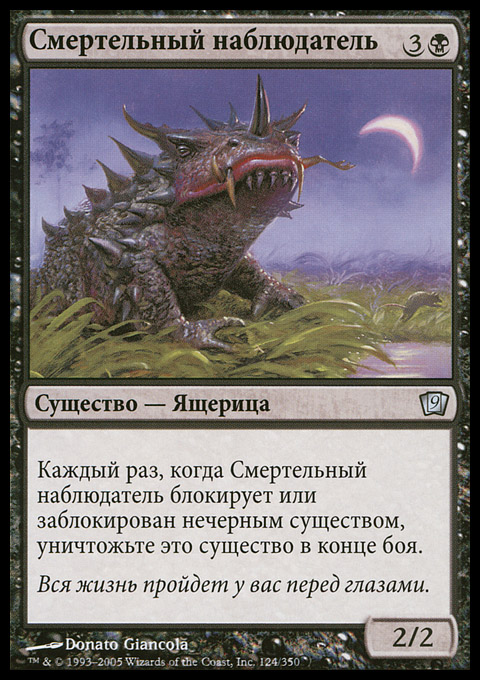 Смертельный наблюдатель 3
Существо — Ящерица 9
Каждый раз, когда Смертельный
наблюдатель блокирует или
заблокирован нечерным существом,
уничтожьте это существо в конце боя.
Вся жизнь пройдет у вас перед глазами.
2/2
Donato Giancola
™ & © 1993–2005 Wizards of the Coast, Inc. 124/350